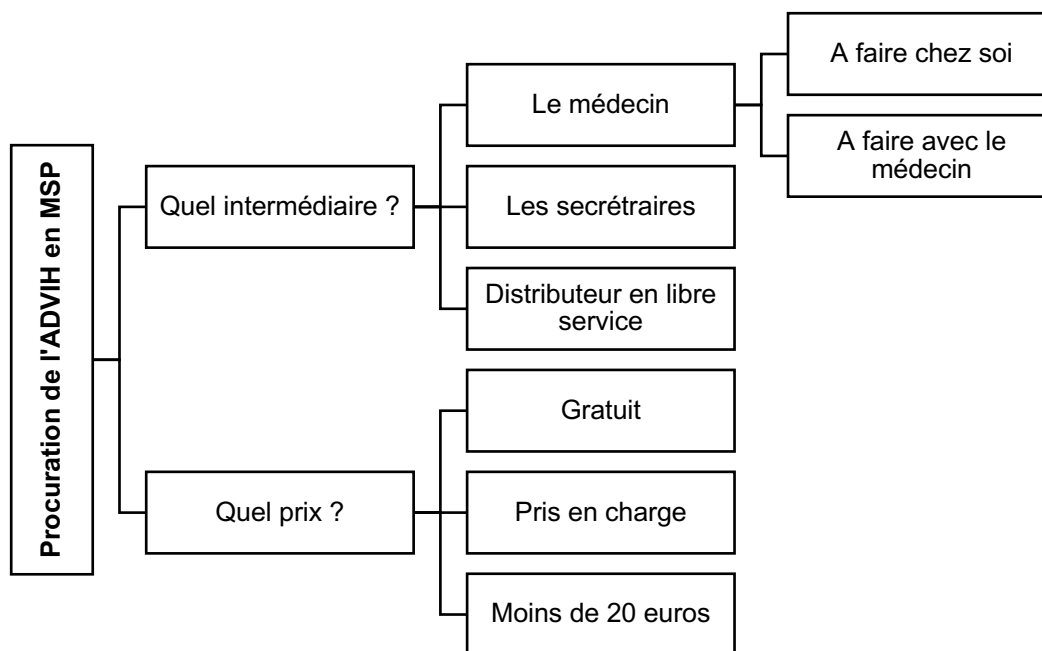 Procuration de l'ADVIH en MSP
Quel intermédiaire ?
Le médecin
A faire chez soi
A faire avec le
médecin
Les secrétraires
Distributeur en libre
service
Quel prix ?
Gratuit
Pris en charge
Moins de 20 euros